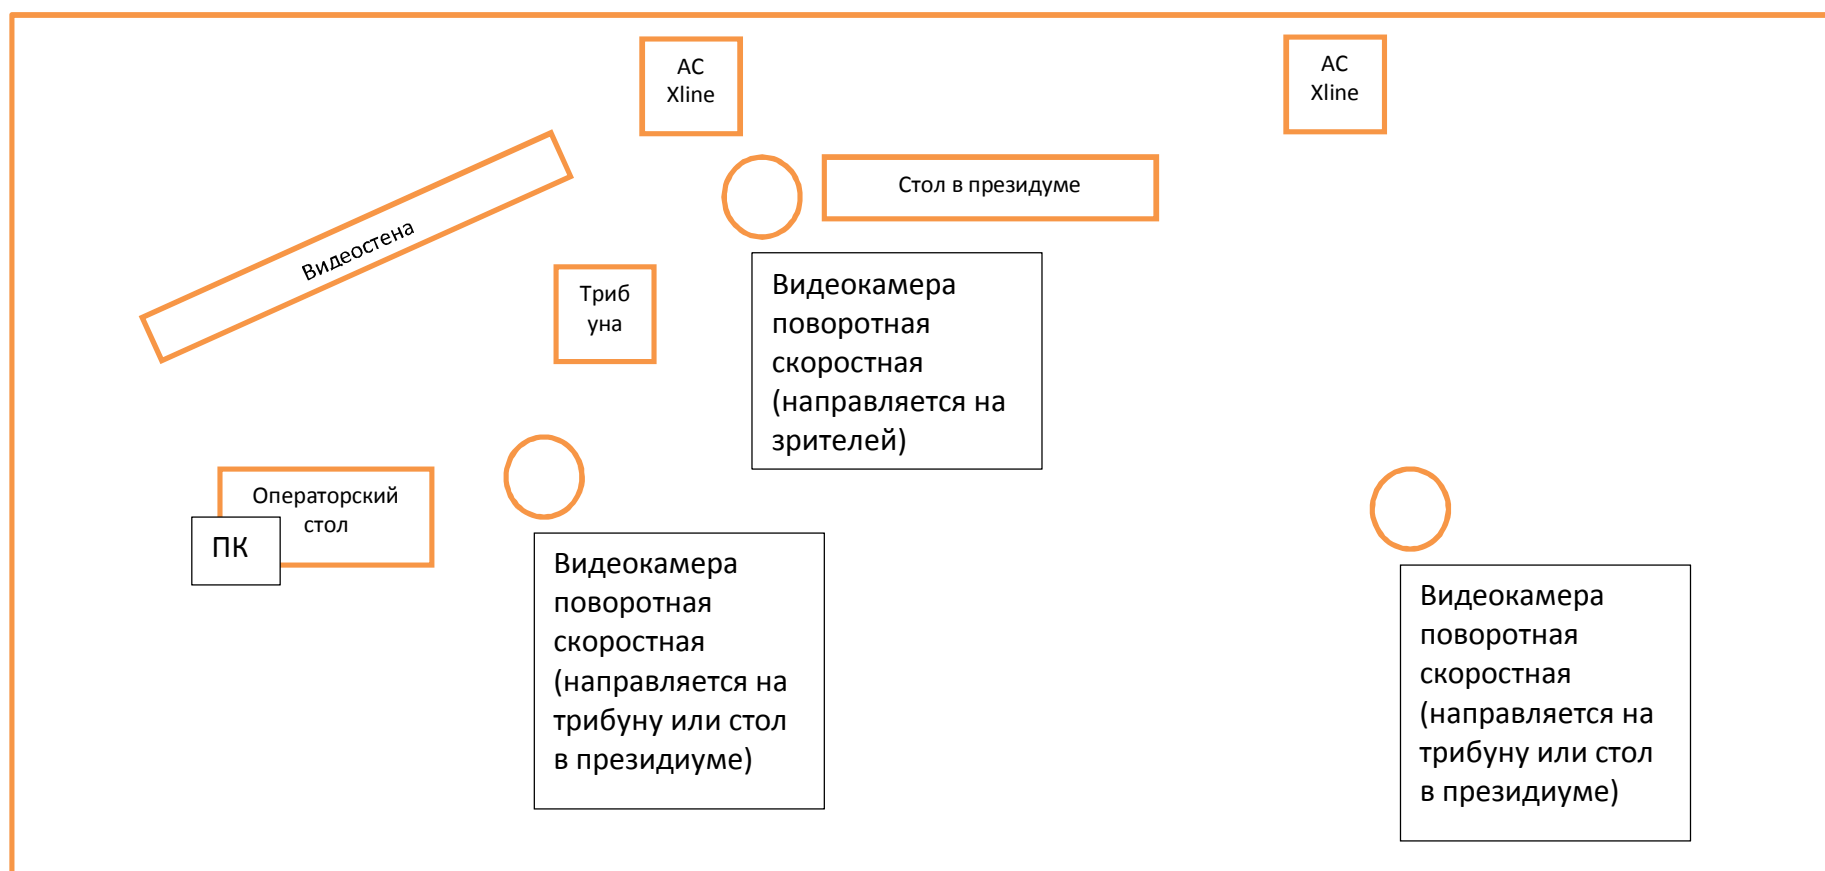 АС
Xline
АС
Xline
Стол в президуме
Видеостена
Триб
уна
Видеокамера
поворотная
скоростная
(направляется на
зрителей)
Операторский
стол
ПК
Видеокамера
поворотная
скоростная
(направляется на
трибуну или стол
в президиуме)
Видеокамера
поворотная
скоростная
(направляется на
трибуну или стол
в президиуме)